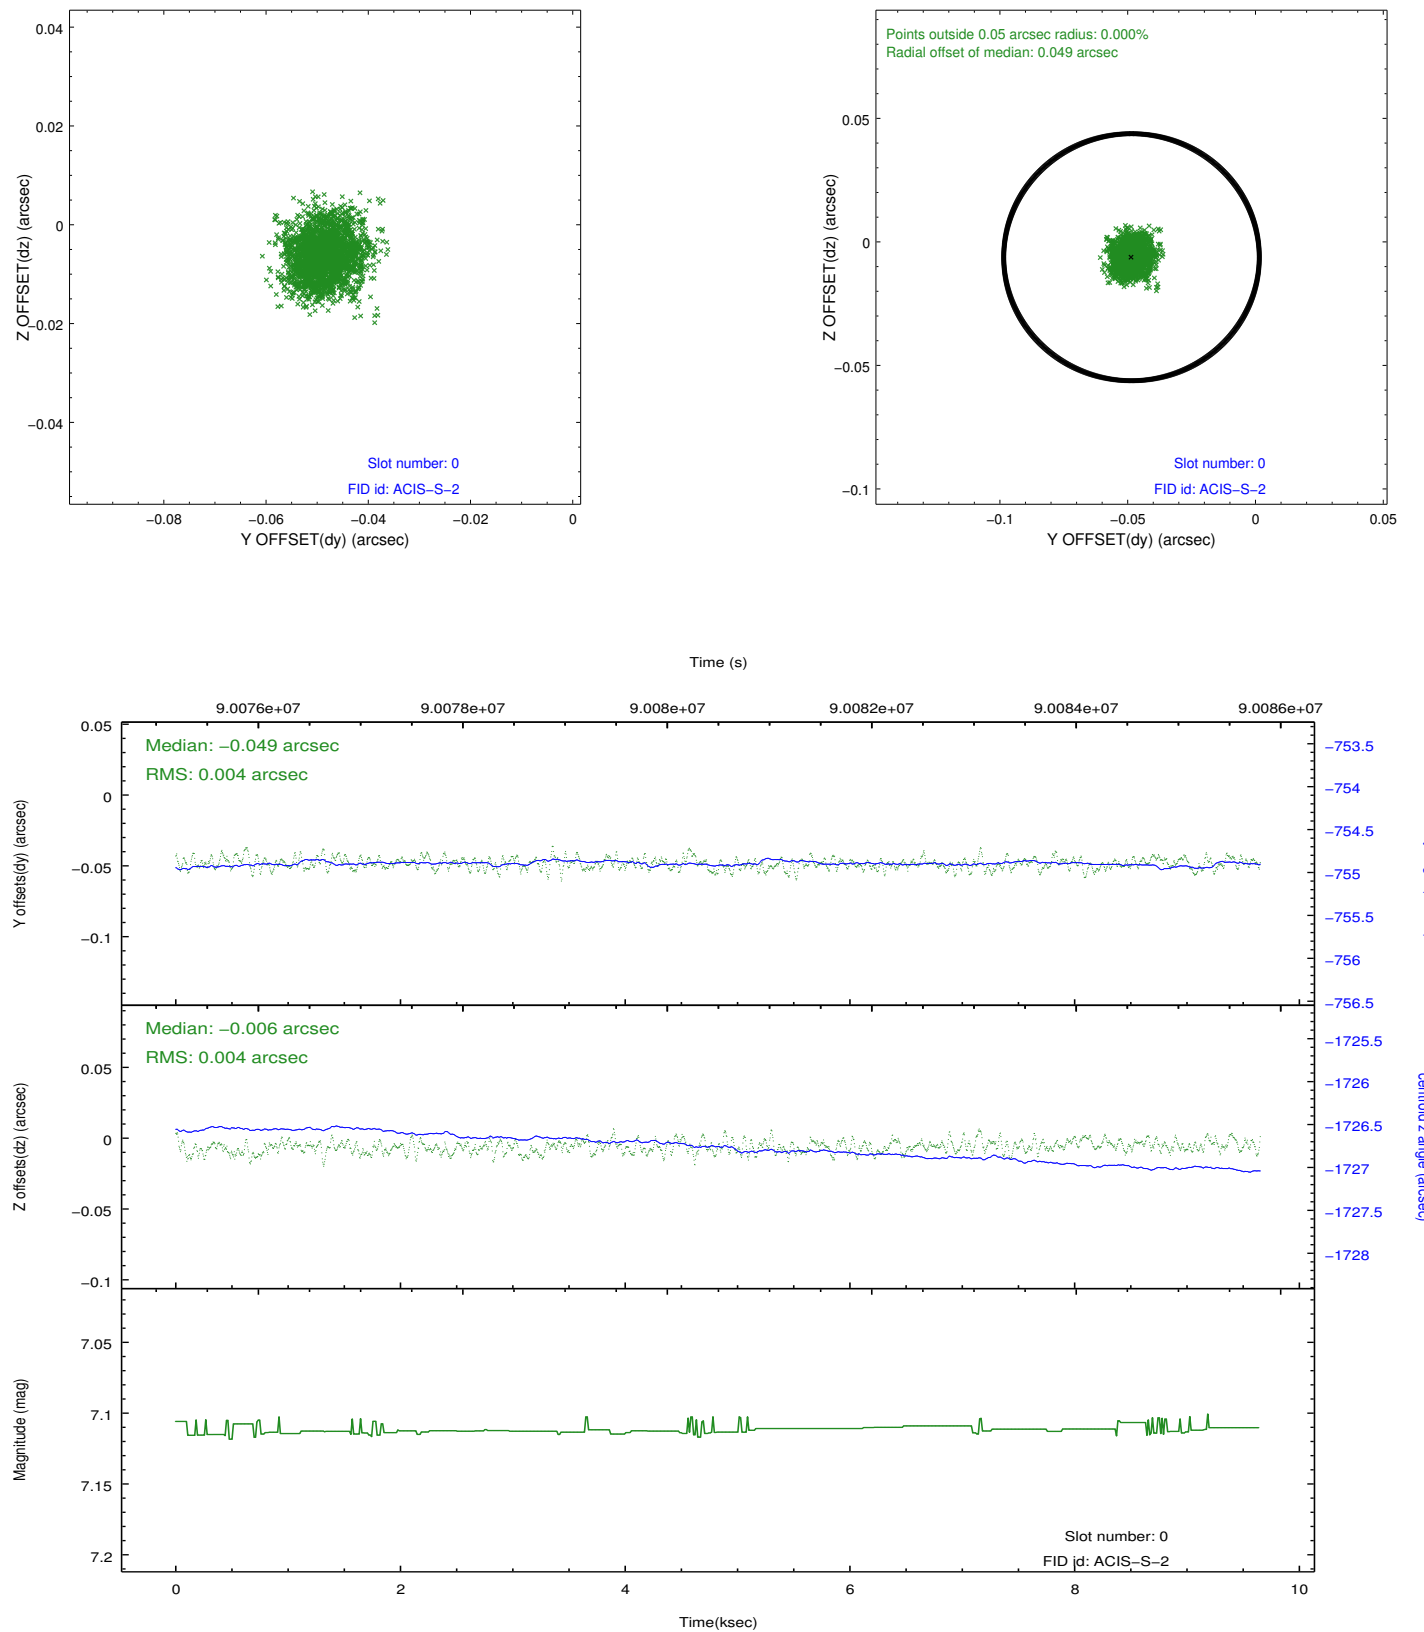 0.04
0.02
0
−0.02
−0.04
Z OFFSET(dz) (arcsec)
Slot number: 0
FID id: ACIS−S−2
−0.08
−0.06
−0.04
−0.02
0
Y OFFSET(dy) (arcsec)
Points outside 0.05 arcsec radius: 0.000%
Radial offset of median: 0.049 arcsec
0.05
0
−0.05
−0.1
Z OFFSET(dz) (arcsec)
Slot number: 0
FID id: ACIS−S−2
−0.1
−0.05
0
0.05
Y OFFSET(dy) (arcsec)
Time (s)
9.0076e+07
9.0078e+07
9.008e+07
9.0082e+07
9.0084e+07
9.0086e+07
Median: −0.049 arcsec
RMS: 0.004 arcsec
0.05
0
−0.05
−0.1
Y offsets(dy) (arcsec)
−753.5
−754
−754.5
−755
−755.5
−756
−756.5
Median: −0.006 arcsec
RMS: 0.004 arcsec
0.05
0
−0.05
−0.1
Z offsets(dz) (arcsec)
−1725.5
−1726
−1726.5
−1727
−1727.5
−1728
centroid z angle (arcsec)
7.05
7.1
7.15
7.2
Magnitude (mag)
Slot number: 0
FID id: ACIS−S−2
0
2
4
6
8
10
Time(ksec)